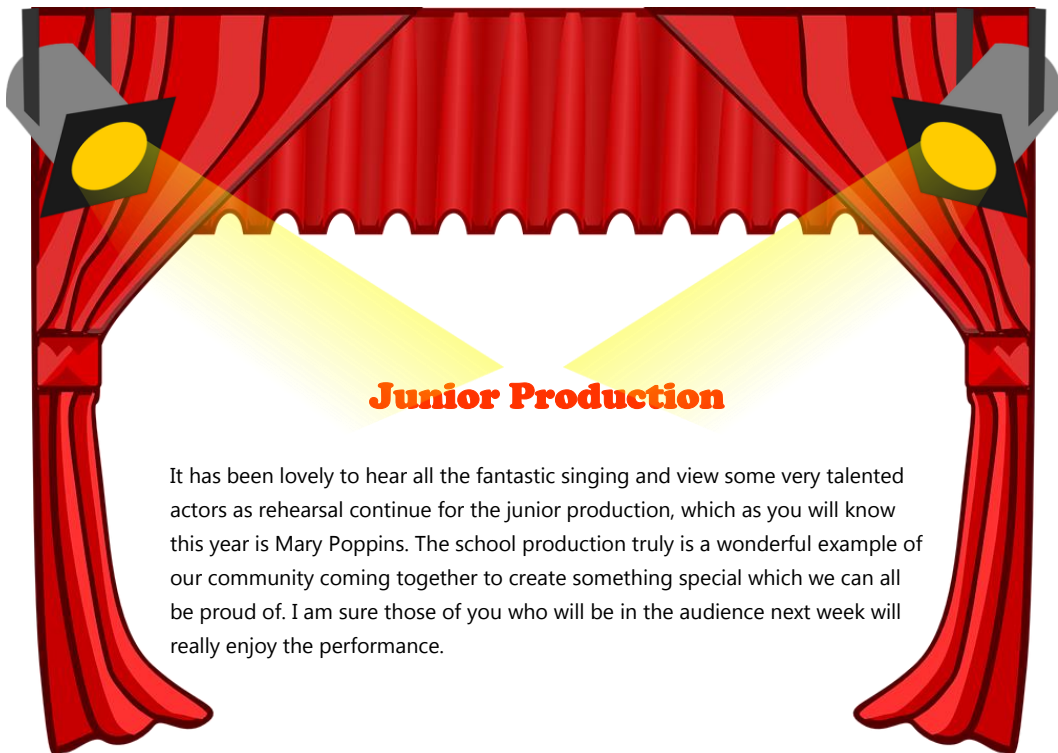 Junior Production
It has been lovely to hear all the fantastic singing and view some very talented
actors as rehearsal continue for the junior production, which as you will know
this year is Mary Poppins. The school production truly is a wonderful example of
our community coming together to create something special which we can all
be proud of. I am sure those of you who will be in the audience next week will
really enjoy the performance.